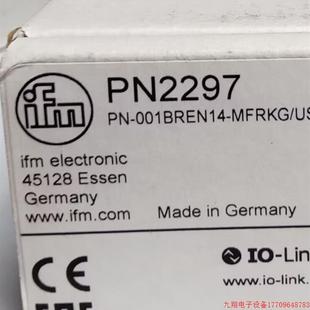 ifm
PN2297
PN-001BREN14-MFRKG/US
ifm electronic
45128 Essen
Germany
www.ifm.com
Made in Germany
IO-Lin
www.io-link.
CE
九翔电子设备17709648783